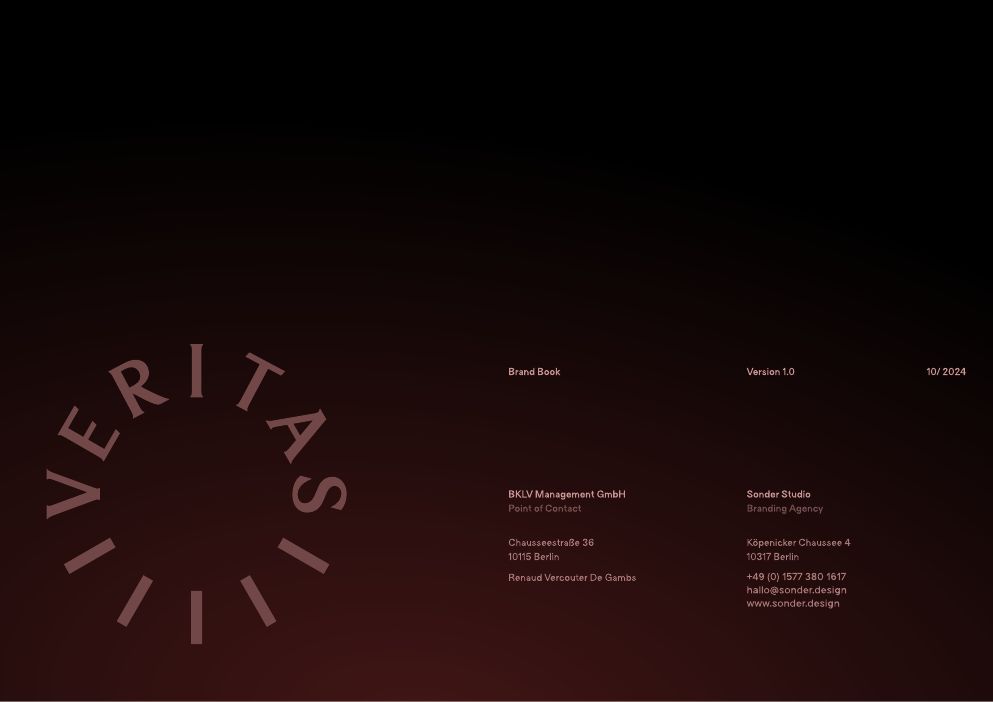 VERITAS
Brand Book
Version 1.0
10/ 2024
BKLV Management GmbH
Point of Contact
Chausseestraße 36
10115 Berlin
Renaud Vercouter De Gambs
Sonder Studio
Branding Agency
Köpenicker Chaussee 4
10317 Berlin
+49 (0) 1577 380 1617
hallo@sonder.design
www.sonder.design